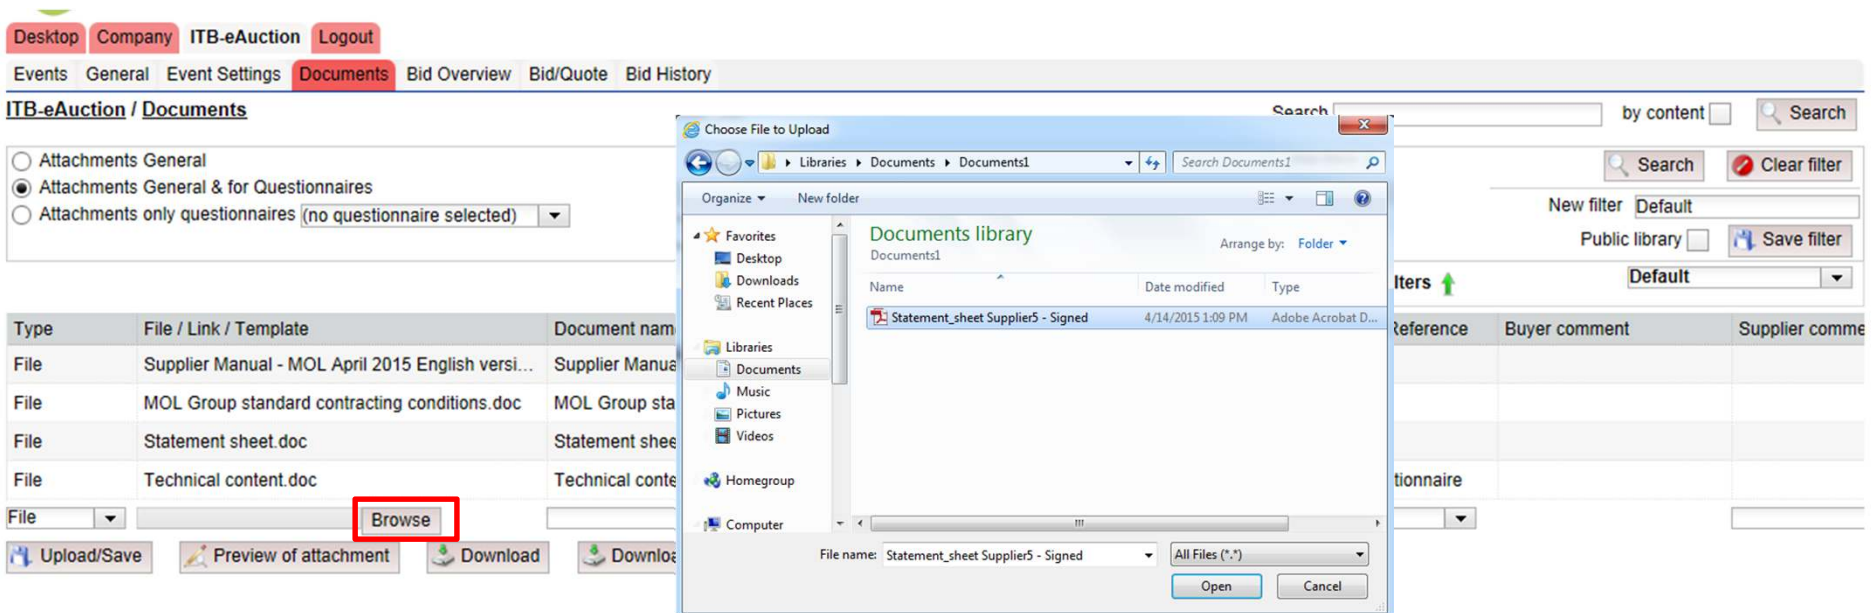 Desktop Company ITB-eAuction Logout
Events General Event Settings Documents Bid Overview Bid/Quote Bid History
ITB-eAuction / Documents
Search by content Search
Attachments General
Attachments General & for Questionnaires
Attachments only questionnaires (no questionnaire selected)
Search Clear filter
New filter Default
Public library Save filter
lters Default
Type File / Link / Template Document nam Reference Buyer comment Supplier comme
File Supplier Manual - MOL April 2015 English versi... Supplier Manua
File MOL Group standard contracting conditions.doc MOL Group sta
File Statement sheet.doc Statement shee
File Technical content.doc Technical conte tionnaire
File Browse
Upload/Save Preview of attachment Download Downloa
Choose File to Upload
x
Libraries Documents Documents1 Search Documents1
Organize New folder
Favorites
Desktop
Downloads
Recent Places
Libraries
Documents
Music
Pictures
Videos
Homegroup
Computer
Documents library
Documents1
Arrange by: Folder
Name Date modified Type
Statement_sheet Supplier5 - Signed 4/14/2015 1:09 PM Adobe Acrobat D...
File name: Statement_sheet Supplier5 - Signed All Files (*.*)
Open Cancel